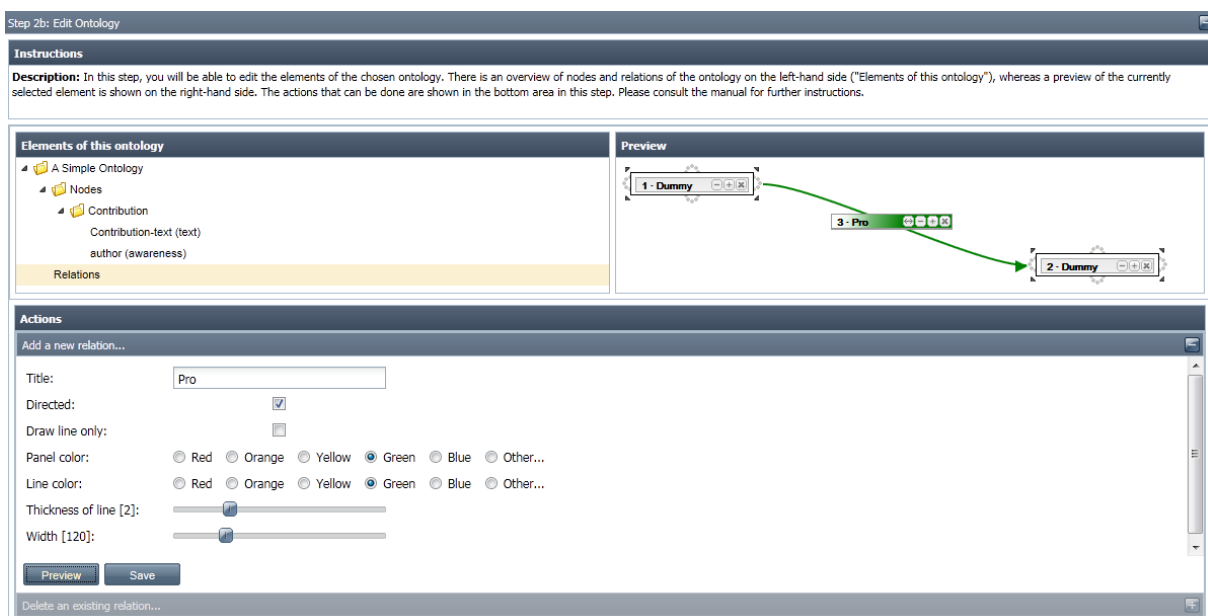 Step 2b: Edit Ontology
Instructions
Description: In this step, you will be able to edit the elements of the chosen ontology. There is an overview of nodes and relations of the ontology on the left-hand side ("Elements of this ontology"), whereas a preview of the currently
selected element is shown on the right-hand side. The actions that can be done are shown in the bottom area in this step. Please consult the manual for further instructions.
Elements of this ontology
A Simple Ontology
Nodes
Contribution
Contribution-text (text)
author (awareness)
Relations
Preview
1 - Dummy
3 - Pro
2 - Dummy
Actions
Add a new relation...
Title: Pro
Directed:
Draw line only:
Panel color: Red Orange Yellow Green Blue Other...
Line color: Red Orange Yellow Green Blue Other...
Thickness of line [2]:
Width [120]:
Preview Save
Delete an existing relation...